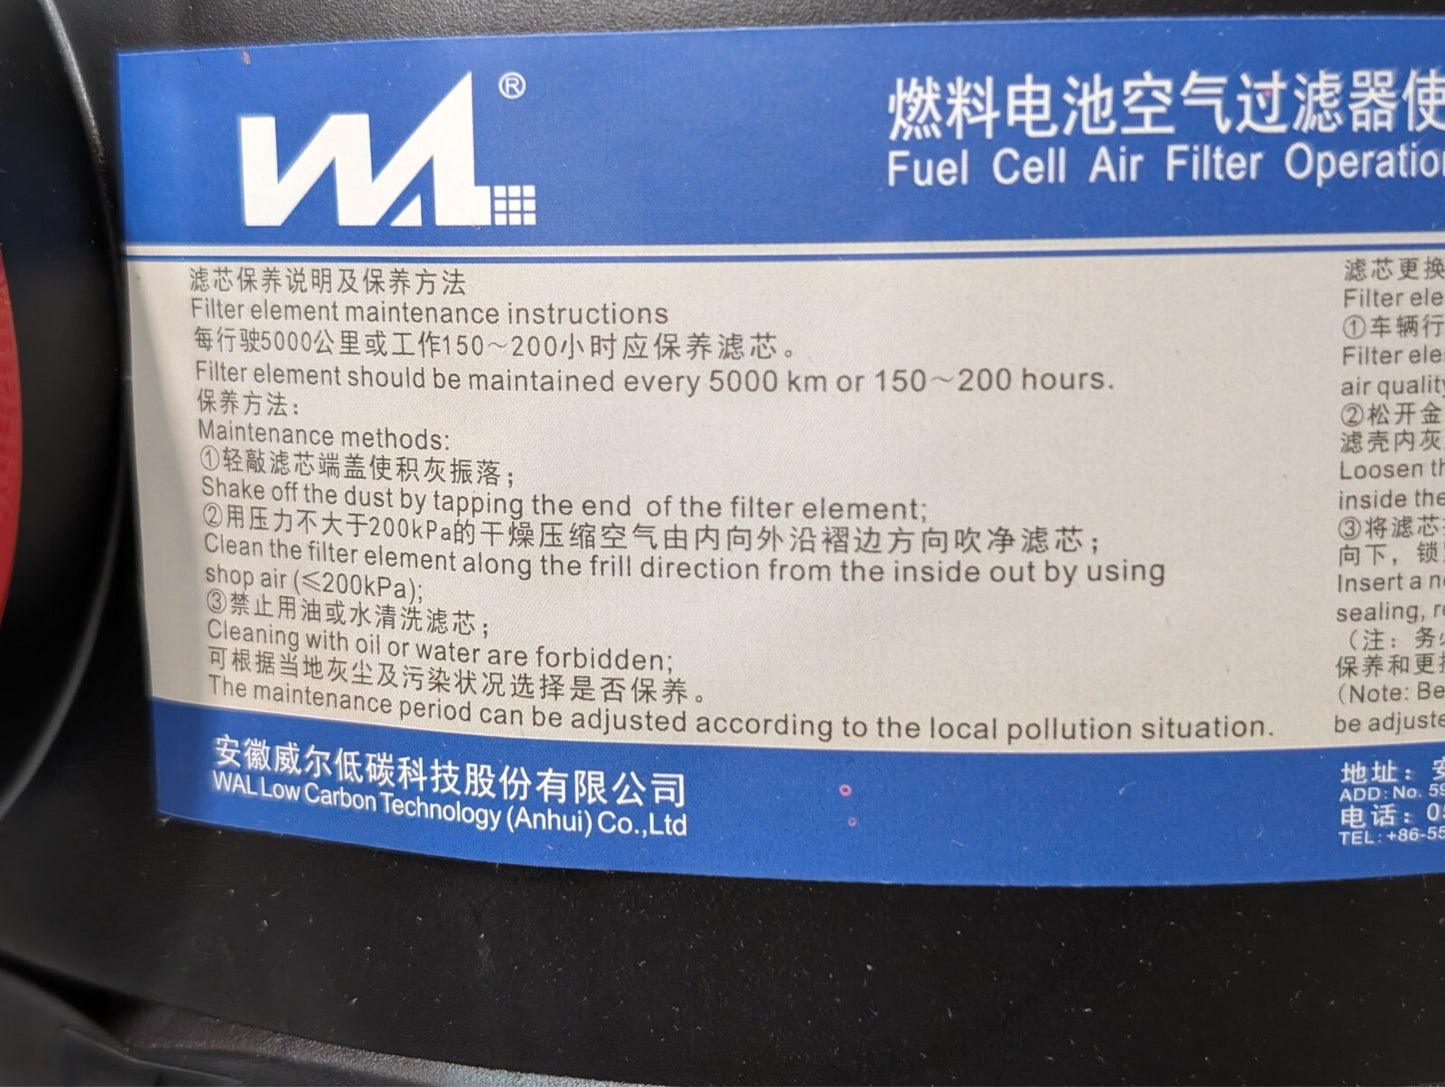 WAL®
燃料电池空气过滤器使
Fuel Cell Air Filter Operation
滤芯保养说明及保养方法
Filter element maintenance instructions
每行驶5000公里或工作150～200小时应保养滤芯。
Filter element should be maintained every 5000 km or 150～200 hours.
保养方法：
Maintenance methods:
①轻敲滤芯端盖使积灰振落；
Shake off the dust by tapping the end of the filter element;
②用压力不大于200kPa的干燥压缩空气由内向外沿褶边方向吹净滤芯；
Clean the filter element along the frill direction from the inside out by using
shop air (≤200kPa);
③禁止用油或水清洗滤芯；
Cleaning with oil or water are forbidden;
可根据当地灰尘及污染状况选择是否保养。
The maintenance period can be adjusted according to the local pollution situation.
滤芯更换
Filter ele
①车辆行
Filter ele
air quality
②松开金
滤壳内灰
Loosen th
inside the
③将滤芯
向下，锁
Insert a ne
sealing, re
（注：务必
保养和更换
(Note: Be
be adjuste
安徽威尔低碳科技股份有限公司
WAL Low Carbon Technology (Anhui) Co.,Ltd
地址：安
ADD: No. 59
电话：05
TEL: +86-55